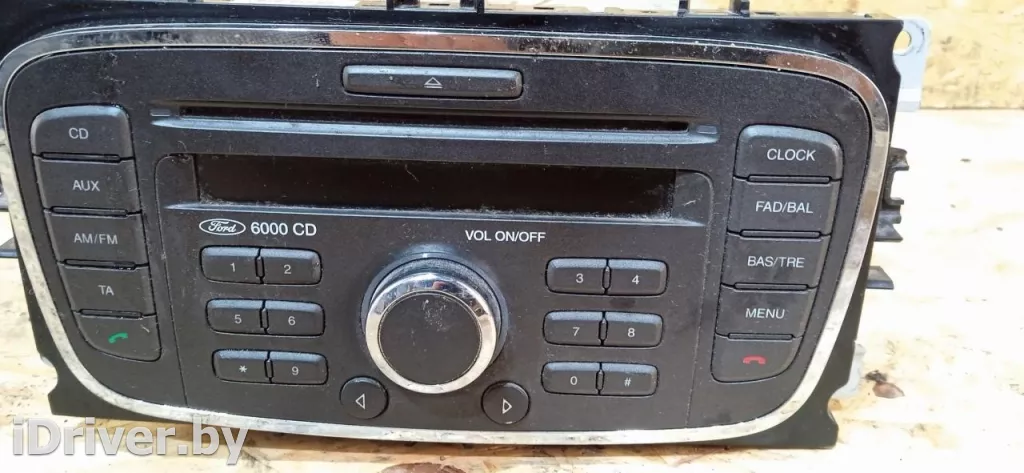 CD
CLOCK
AUX
FAD/BAL
Ford 6000 CD
VOL ON/OFF
AM/FM
BAS/TRE
1 2
3 4
TA
MENU
5 6
7 8
* 9
0 #
iDriver.by